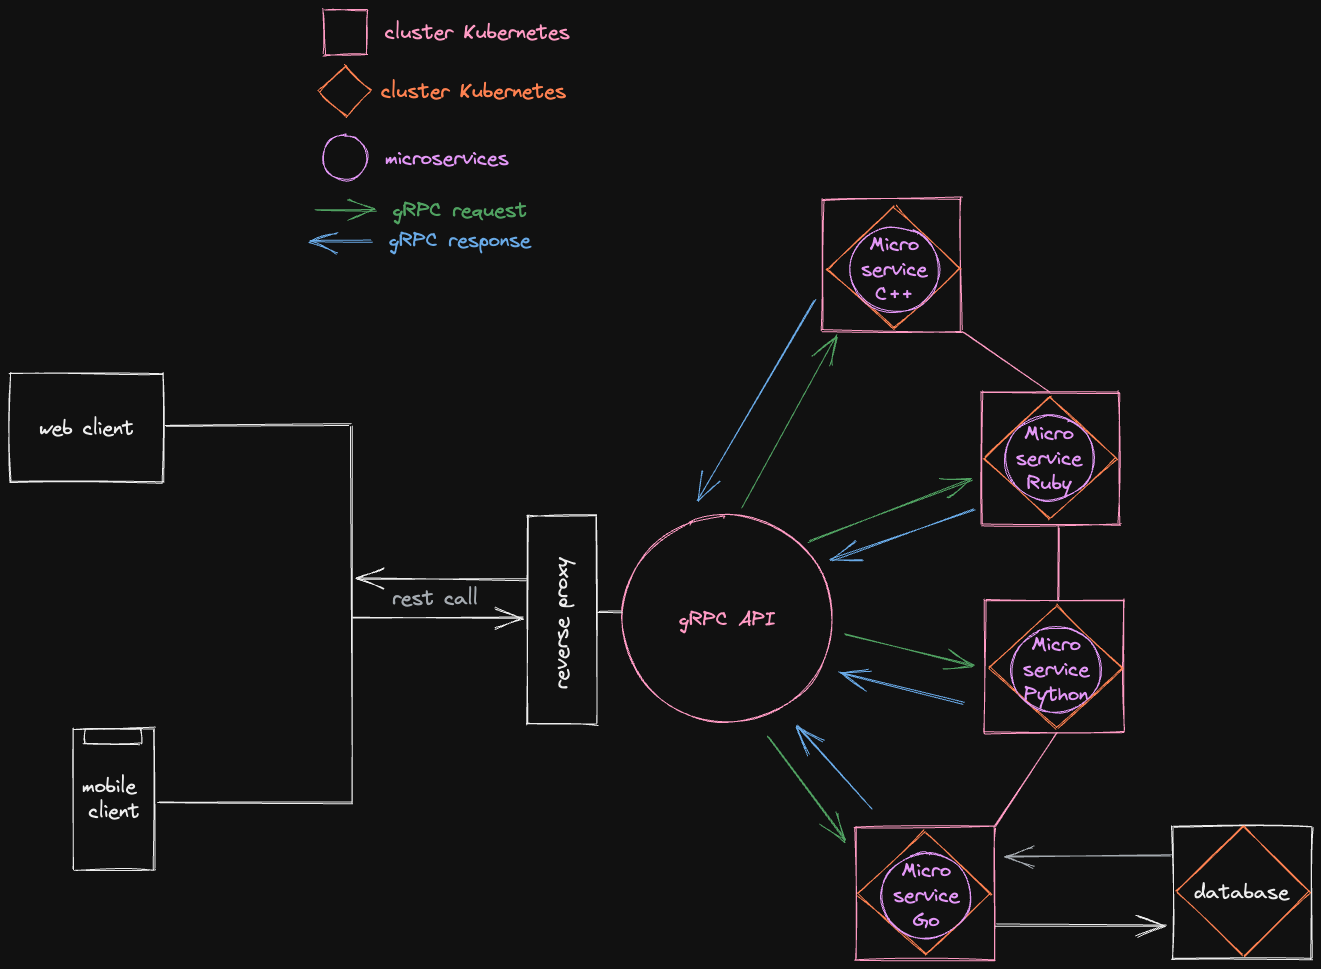 cluster Kubernetes
cluster Kubernetes
microservices
gRPC request
gRPC response
Micro
service
C++
web client
Micro
service
Ruby
rest call
reverse proxy
gRPC API
Micro
service
Python
mobile
client
Micro
service
Go
database